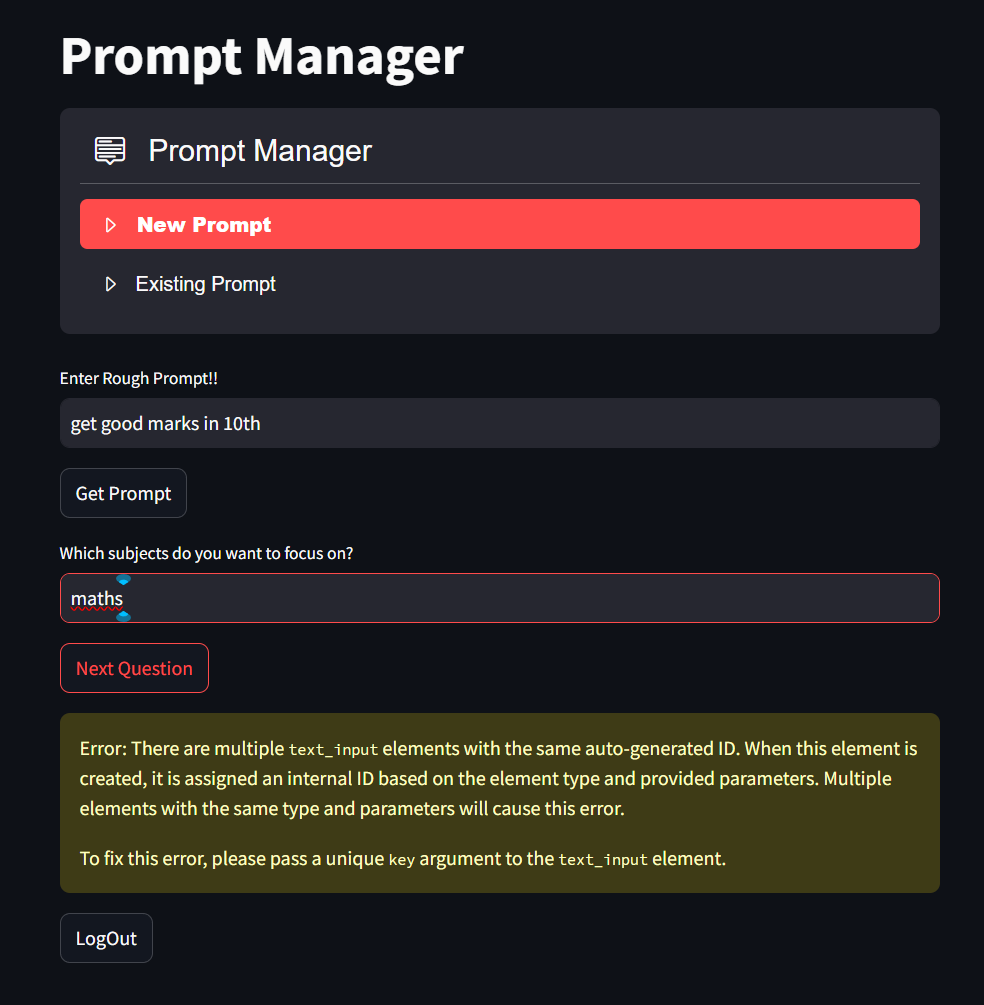 Prompt Manager
Prompt Manager
New Prompt
Existing Prompt
Enter Rough Prompt!!
get good marks in 10th
Get Prompt
Which subjects do you want to focus on?
maths
Next Question
Error: There are multiple text_input elements with the same auto-generated ID. When this element is
created, it is assigned an internal ID based on the element type and provided parameters. Multiple
elements with the same type and parameters will cause this error.
To fix this error, please pass a unique key argument to the text_input element.
LogOut